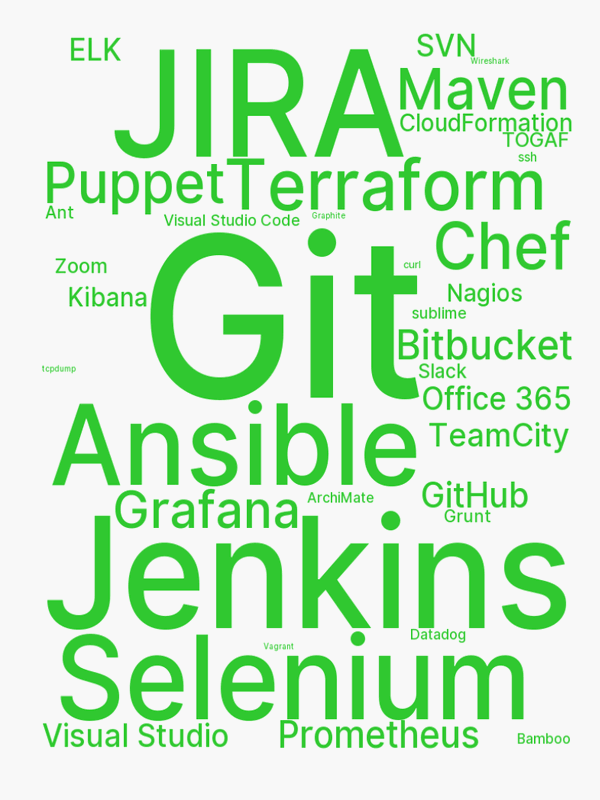 ELK
JIRA
SVN
Wireshark
Maven
CloudFormation
TOGAF
ssh
Puppet
Terraform
Ant
Visual Studio Code
Graphite
Chef
Git
curl
Zoom
Kibana
Nagios
sublime
Bitbucket
tcpdump
Slack
Office 365
Ansible
TeamCity
Grafana
ArchiMate
GitHub
Grunt
Jenkins
Datadog
Selenium
Vagrant
Visual Studio
Prometheus
Bamboo